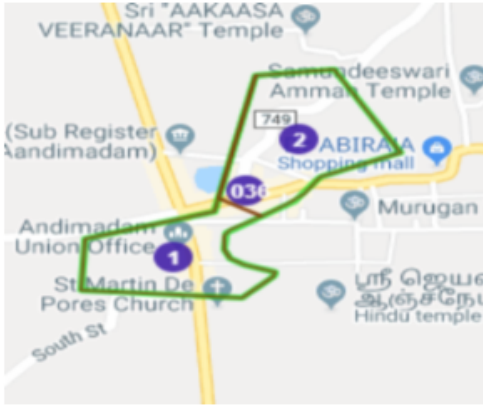 Sri "AAKAASA
VEERANAAR" Temple
Samundeeswari
Amman Temple
749
(Sub Register
Aandimadam)
2
ABIRAJA
Shopping mall
036
Murugan
Andimadam
Union Office
1
St Martin De
Pores Church
ஸ்ரீ ஜெய
ஆஞ்சநே
Hindu temple
South St